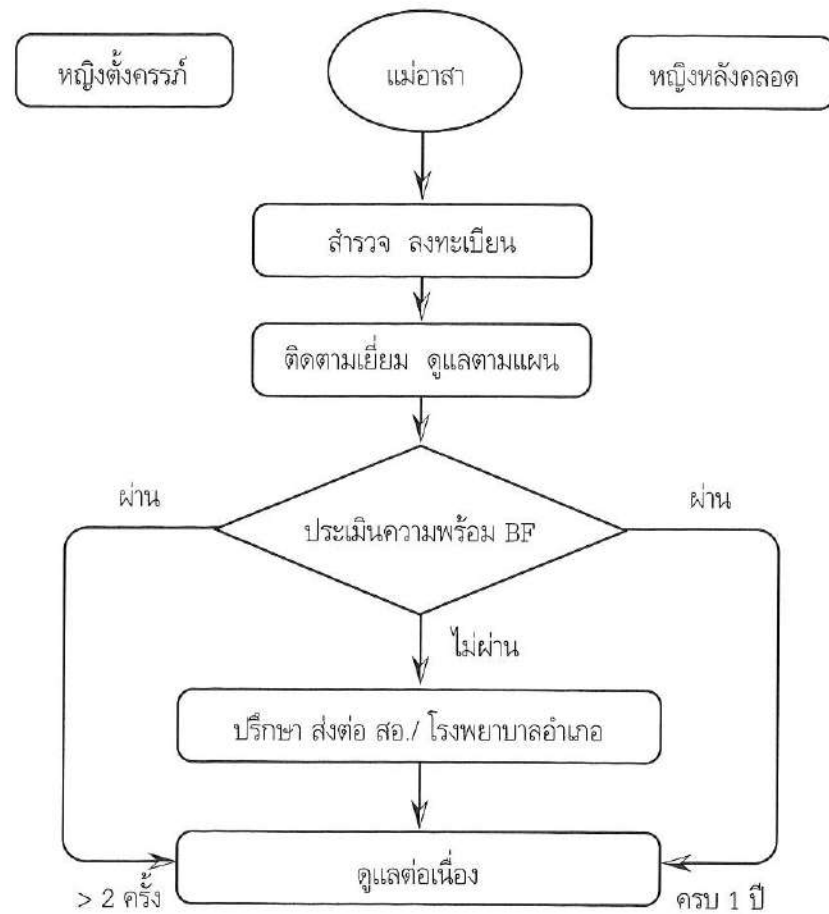 หญิงตั้งครรภ์
แม่อาสา
หญิงหลังคลอด
สำรวจ ลงทะเบียน
ติดตามเยี่ยม ดูแลตามแผน
ผ่าน
ผ่าน
ประเมินความพร้อม BF
ไม่ผ่าน
ปรึกษา ส่งต่อ สอ./ โรงพยาบาลอำเภอ
ดูแลต่อเนื่อง
> 2 ครั้ง
ครบ 1 ปี